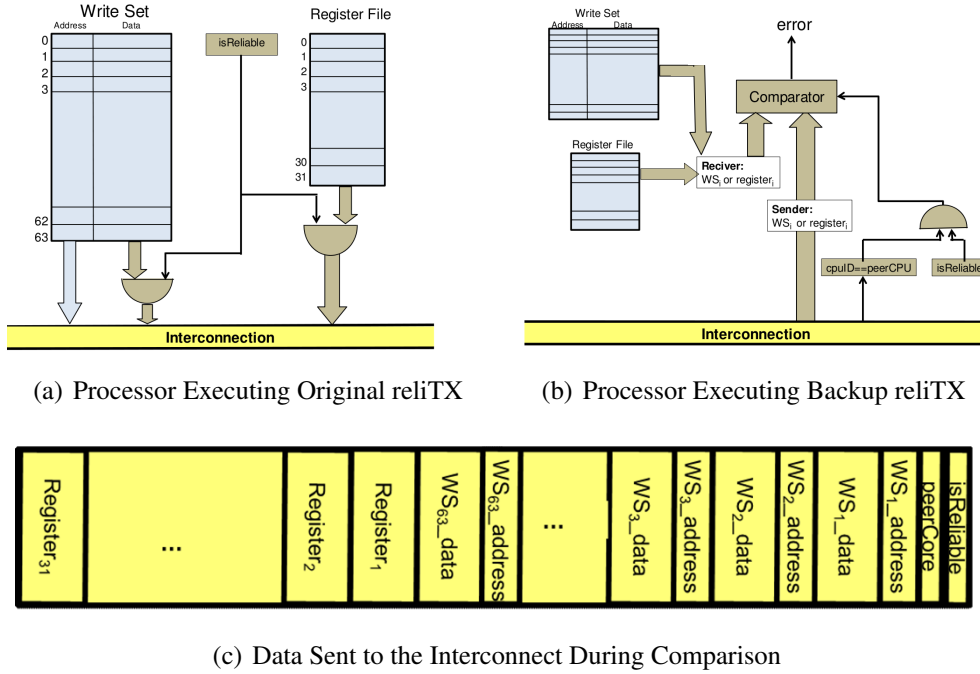 Write Set
Address Data
0
1
2
3
62
63
isReliable
Register File
0
1
2
3
30
31
Interconnection
(a) Processor Executing Original reliTX
Write Set
Address Data
Register File
error
Comparator
Reciver:
WSi or registeri
Sender:
WSi or registeri
cpuID==peerCPU
isReliable
Interconnection
(b) Processor Executing Backup reliTX
Register31
...
Register2
Register1
WS63_data
WS63_address
...
WS3_data
WS3_address
WS2_data
WS2_address
WS1_data
WS1_address
peerCore
isReliable
(c) Data Sent to the Interconnect During Comparison